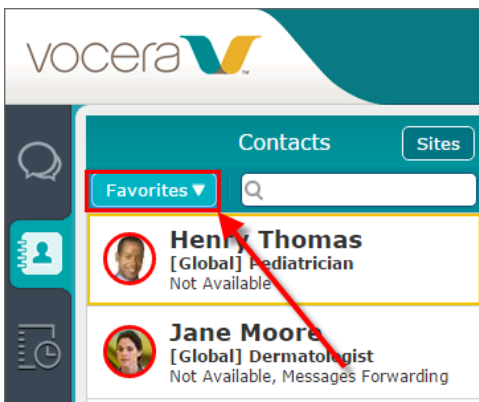 vocera
Contacts
Sites
Favorites ▼
Henry Thomas
[Global] Pediatrician
Not Available
Jane Moore
[Global] Dermatologist
Not Available, Messages Forwarding